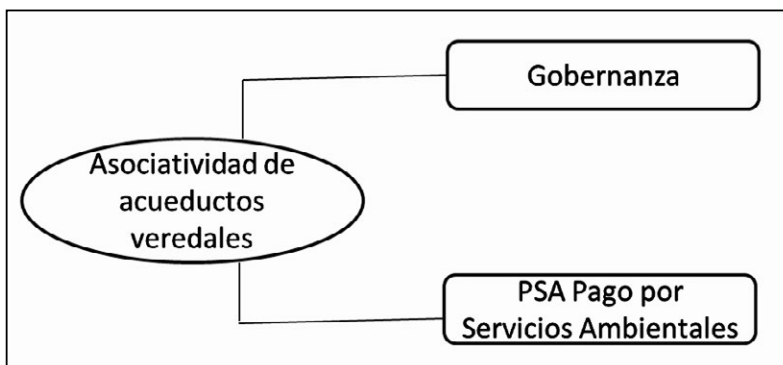 Gobernanza
Asociatividad de
acueductos
veredales
PSA Pago por
Servicios Ambientales